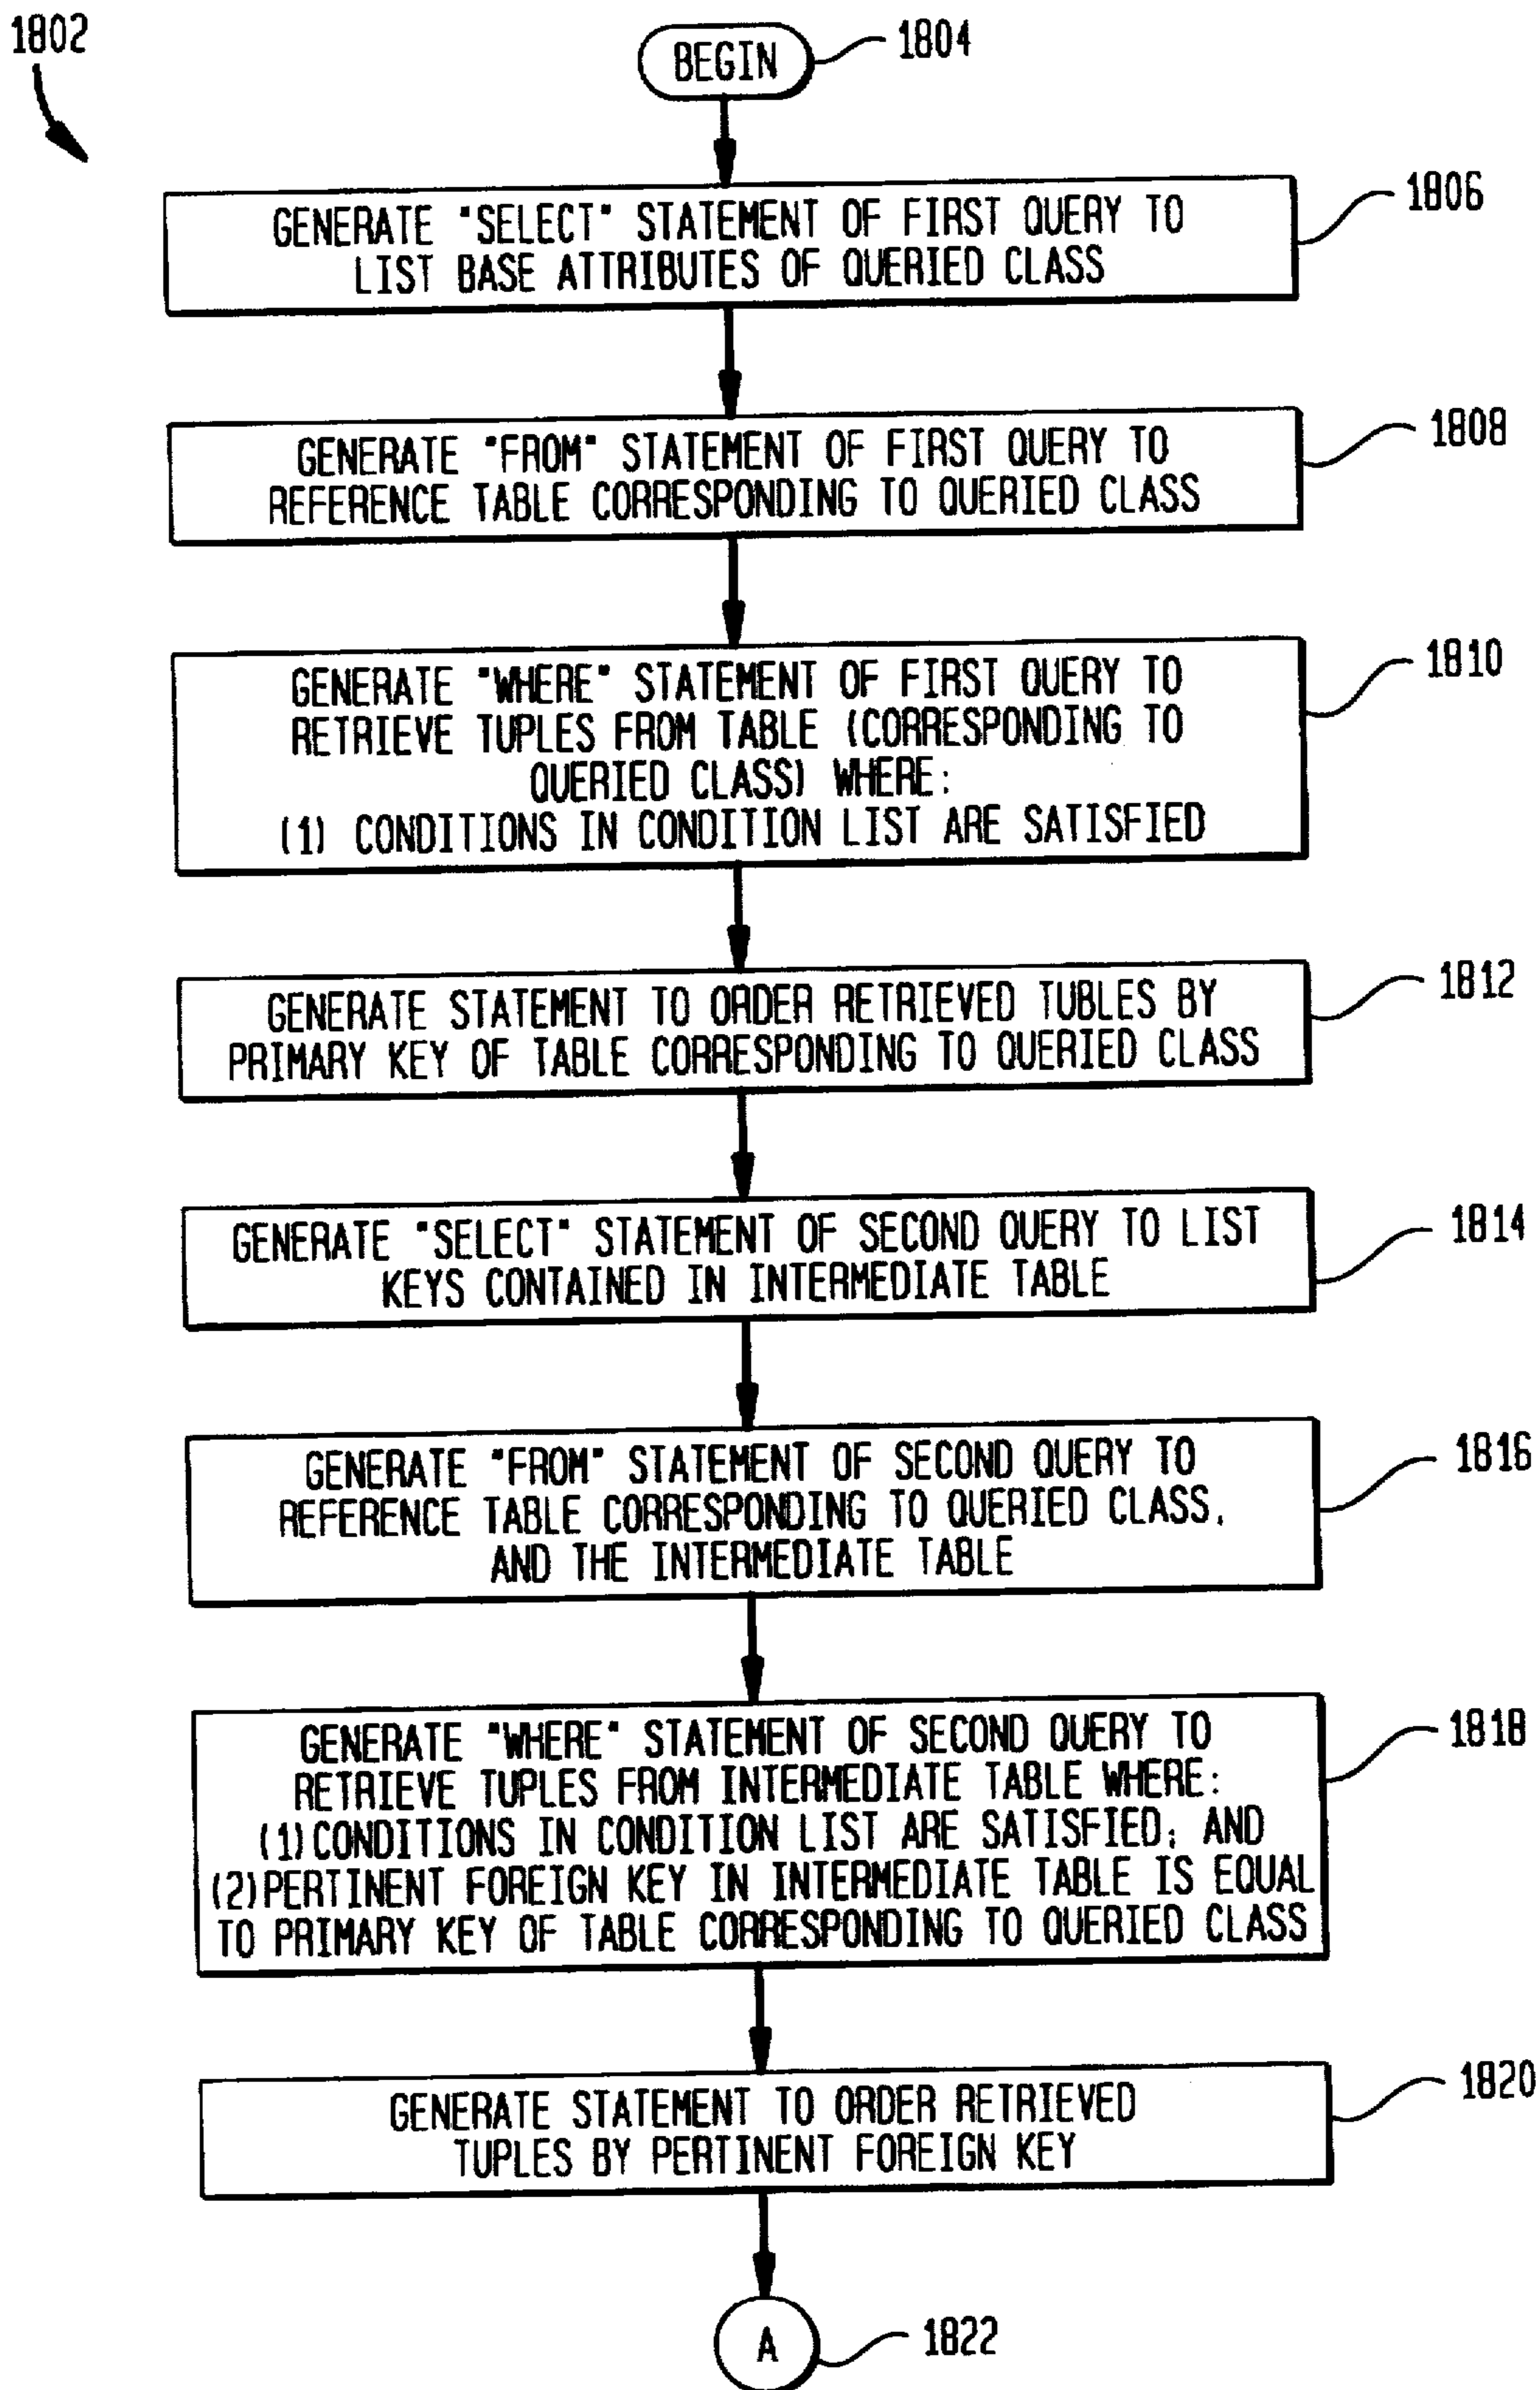 1802
BEGIN
1804
GENERATE "SELECT" STATEMENT OF FIRST QUERY TO
LIST BASE ATTRIBUTES OF QUERIED CLASS
1806
GENERATE "FROM" STATEMENT OF FIRST QUERY TO
REFERENCE TABLE CORRESPONDING TO QUERIED CLASS
1808
GENERATE "WHERE" STATEMENT OF FIRST QUERY TO
RETRIEVE TUPLES FROM TABLE (CORRESPONDING TO
QUERIED CLASS) WHERE:
(1) CONDITIONS IN CONDITION LIST ARE SATISFIED
1810
GENERATE STATEMENT TO ORDER RETRIEVED TUBLES BY
PRIMARY KEY OF TABLE CORRESPONDING TO QUERIED CLASS
1812
GENERATE "SELECT" STATEMENT OF SECOND QUERY TO LIST
KEYS CONTAINED IN INTERMEDIATE TABLE
1814
GENERATE "FROM" STATEMENT OF SECOND QUERY TO
REFERENCE TABLE CORRESPONDING TO QUERIED CLASS,
AND THE INTERMEDIATE TABLE
1816
GENERATE "WHERE" STATEMENT OF SECOND QUERY TO
RETRIEVE TUPLES FROM INTERMEDIATE TABLE WHERE:
(1) CONDITIONS IN CONDITION LIST ARE SATISFIED; AND
(2) PERTINENT FOREIGN KEY IN INTERMEDIATE TABLE IS EQUAL
TO PRIMARY KEY OF TABLE CORRESPONDING TO QUERIED CLASS
1818
GENERATE STATEMENT TO ORDER RETRIEVED
TUPLES BY PERTINENT FOREIGN KEY
1820
A
1822